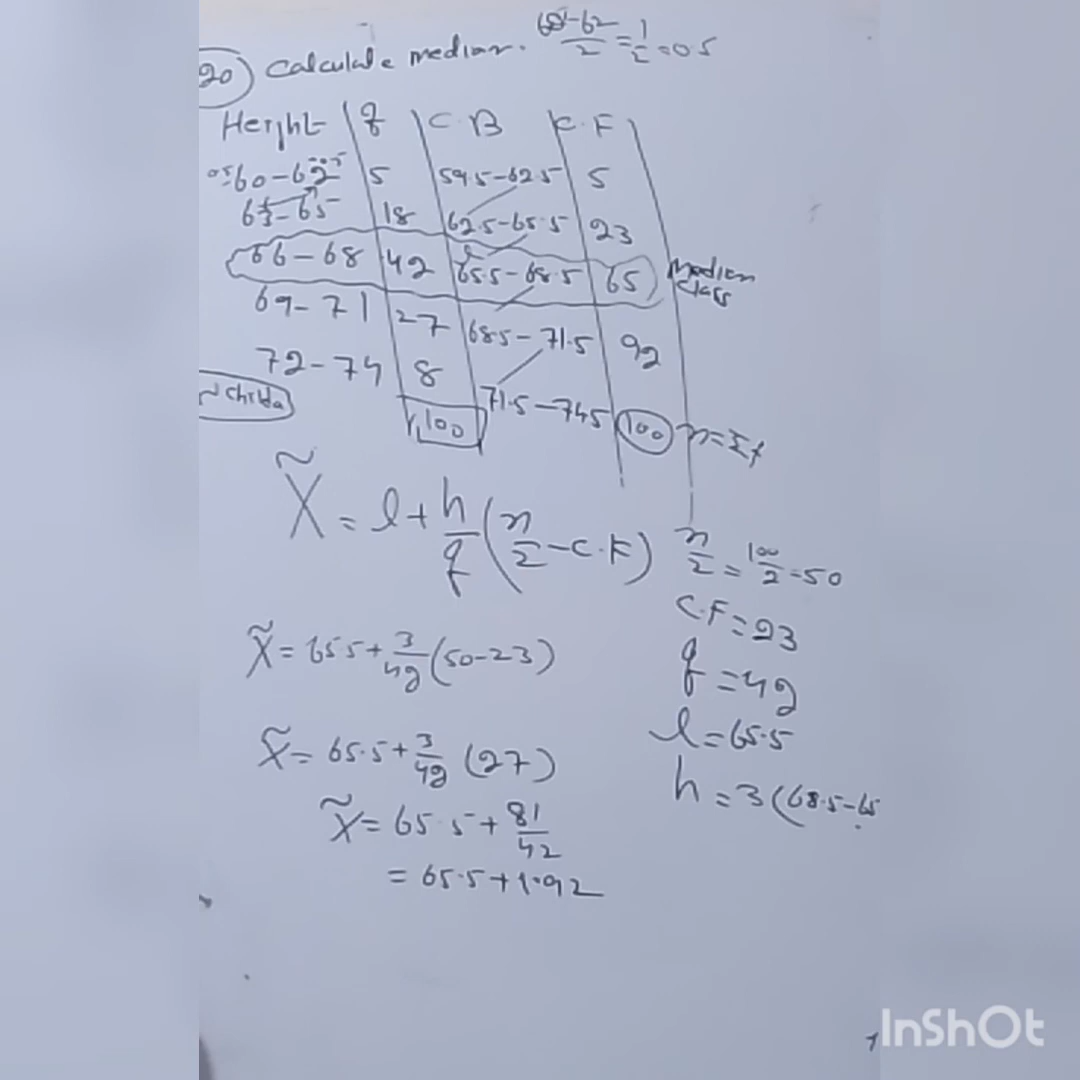 20) Calculate median. 63-62/2 = 1/2 = 0.5
Height | f | C B | C.F
0.5-60-62+0.5 | 5 | 59.5-62.5 | 5
63-65 | 18 | 62.5-65.5 | 23
66-68 | 42 | 65.5-68.5 | 65 Median class
69-71 | 27 | 68.5-71.5 | 92
72-74 | 8 | 71.5-74.5 | 100 n=Σf
100
X̃ = l + h/f (n/2 - C.F)
n/2 = 100/2 = 50
C.F = 23
X̃ = 65.5 + 3/42 (50-23)
f = 42
l = 65.5
X̃ = 65.5 + 3/42 (27)
h = 3 (68.5-65
X̃ = 65.5 + 81/42
= 65.5 + 1.92
InShOt